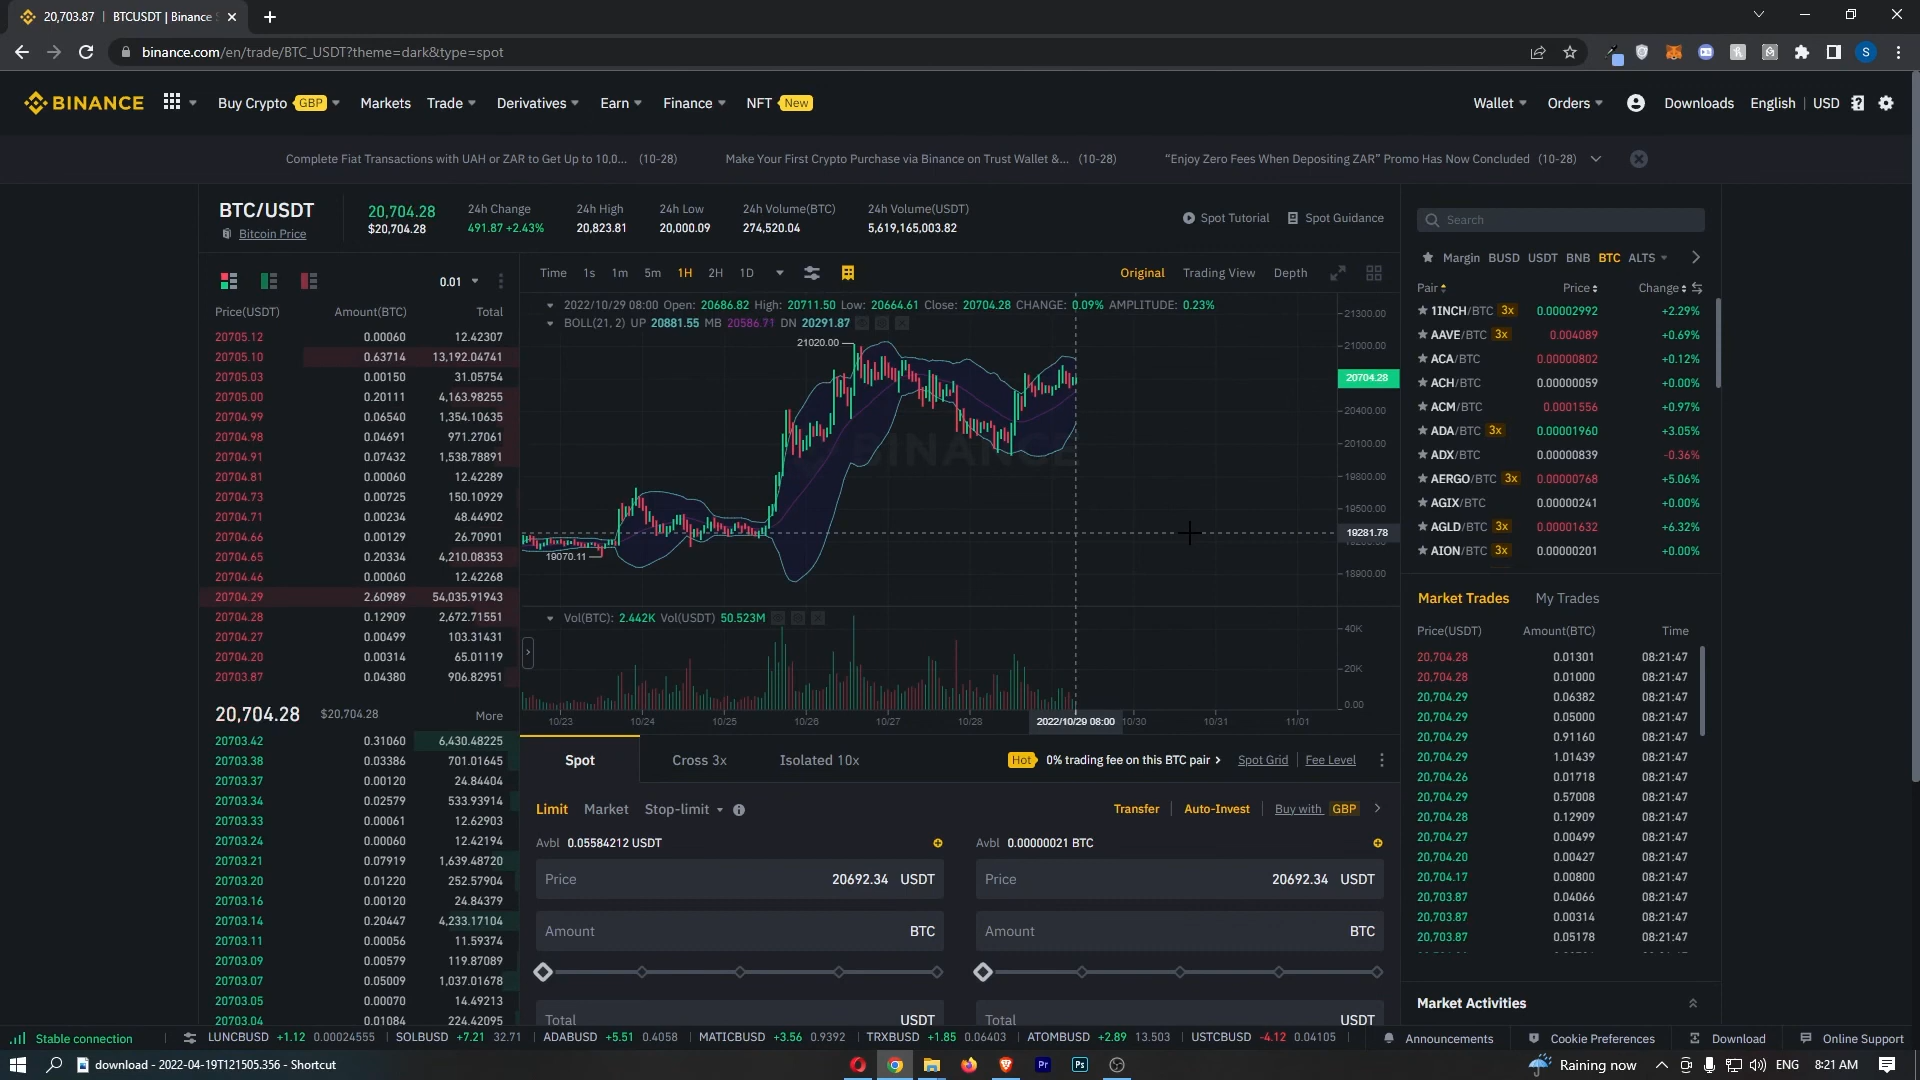 20,703.87 | BTCUSDT | Binance S
binance.com/en/trade/BTC_USDT?theme=dark&type=spot
S
BINANCE Buy Crypto GBP Markets Trade Derivatives Earn Finance NFT New Wallet Orders Downloads English | USD
Complete Fiat Transactions with UAH or ZAR to Get Up to 10,0... (10-28) Make Your First Crypto Purchase via Binance on Trust Wallet &... (10-28) “Enjoy Zero Fees When Depositing ZAR” Promo Has Now Concluded (10-28)
BTC/USDT
Bitcoin Price
20,704.28
$20,704.28
24h Change
491.87 +2.43%
24h High
20,823.81
24h Low
20,000.09
24h Volume(BTC)
274,520.04
24h Volume(USDT)
5,619,165,003.82
Spot Tutorial Spot Guidance
0.01
Price(USDT) Amount(BTC) Total
20705.12 0.00060 12.42307
20705.10 0.63714 13,192.04741
20705.03 0.00150 31.05754
20705.00 0.20111 4,163.98255
20704.99 0.06540 1,354.10635
20704.98 0.04691 971.27061
20704.91 0.07432 1,538.78891
20704.81 0.00060 12.42289
20704.73 0.00725 150.10929
20704.71 0.00234 48.44902
20704.66 0.00129 26.70901
20704.65 0.20334 4,210.08353
20704.46 0.00060 12.42268
20704.29 2.60989 54,035.91943
20704.28 0.12909 2,672.71551
20704.27 0.00499 103.31431
20704.20 0.00314 65.01119
20703.87 0.04380 906.82951
20,704.28 $20,704.28 More
20703.42 0.31060 6,430.48225
20703.38 0.03386 701.01645
20703.37 0.00120 24.84404
20703.34 0.02579 533.93914
20703.33 0.00061 12.62903
20703.24 0.00060 12.42194
20703.21 0.07919 1,639.48720
20703.20 0.01220 252.57904
20703.16 0.00120 24.84379
20703.14 0.20447 4,233.17104
20703.11 0.00056 11.59374
20703.09 0.00579 119.87089
20703.07 0.05009 1,037.01678
20703.05 0.00070 14.49213
20703.04 0.01084 224.42095
Time 1s 1m 5m 1H 2H 1D Original Trading View Depth
2022/10/29 08:00 Open: 20686.82 High: 20711.50 Low: 20664.61 Close: 20704.28 CHANGE: 0.09% AMPLITUDE: 0.23%
BOLL(21, 2) UP 20881.55 MB 20586.71 DN 20291.87
21300.00
21020.00
21000.00
20704.28
20400.00
BINANCE
20100.00
19800.00
19500.00
19281.78
19070.11
18900.00
Vol(BTC): 2.442K Vol(USDT) 50.523M
40K
20K
0.00
10/23 10/24 10/25 10/26 10/27 10/28 2022/10/29 08:00 10/30 10/31 11/01
Spot Cross 3x Isolated 10x Hot 0% trading fee on this BTC pair Spot Grid Fee Level
Limit Market Stop-limit Transfer Auto-Invest Buy with GBP
Avbl 0.05584212 USDT Avbl 0.00000021 BTC
Price 20692.34 USDT Price 20692.34 USDT
Amount BTC Amount BTC
Total USDT Total USDT
Search
Margin BUSD USDT BNB BTC ALTS
Pair Price Change
1INCH/BTC 3x 0.00002992 +2.29%
AAVE/BTC 3x 0.004089 +0.69%
ACA/BTC 0.00000802 +0.12%
ACH/BTC 0.00000059 +0.00%
ACM/BTC 0.0001556 +0.97%
ADA/BTC 3x 0.00001960 +3.05%
ADX/BTC 0.00000839 -0.36%
AERGO/BTC 3x 0.00000768 +5.06%
AGIX/BTC 0.00000241 +0.00%
AGLD/BTC 3x 0.00001632 +6.32%
AION/BTC 3x 0.00000201 +0.00%
Market Trades My Trades
Price(USDT) Amount(BTC) Time
20,704.28 0.01301 08:21:47
20,704.28 0.01000 08:21:47
20,704.29 0.06382 08:21:47
20,704.29 0.05000 08:21:47
20,704.29 0.91160 08:21:47
20,704.29 1.01439 08:21:47
20,704.26 0.01718 08:21:47
20,704.29 0.57008 08:21:47
20,704.28 0.12909 08:21:47
20,704.27 0.00499 08:21:47
20,704.20 0.00427 08:21:47
20,704.17 0.00800 08:21:47
20,703.87 0.04066 08:21:47
20,703.87 0.00314 08:21:47
20,703.87 0.05178 08:21:47
Market Activities
Stable connection LUNCBUSD +1.12 0.00024555 | SOLBUSD +7.21 32.71 | ADABUSD +5.51 0.4058 | MATICBUSD +3.56 0.9392 | TRXBUSD +1.85 0.06403 | ATOMBUSD +2.89 13.503 | USTCBUSD -4.12 0.04105 | Announcements Cookie Preferences Download Online Support
download - 2022-04-19T121505.356 - Shortcut Pr Ps Raining now ENG 8:21 AM